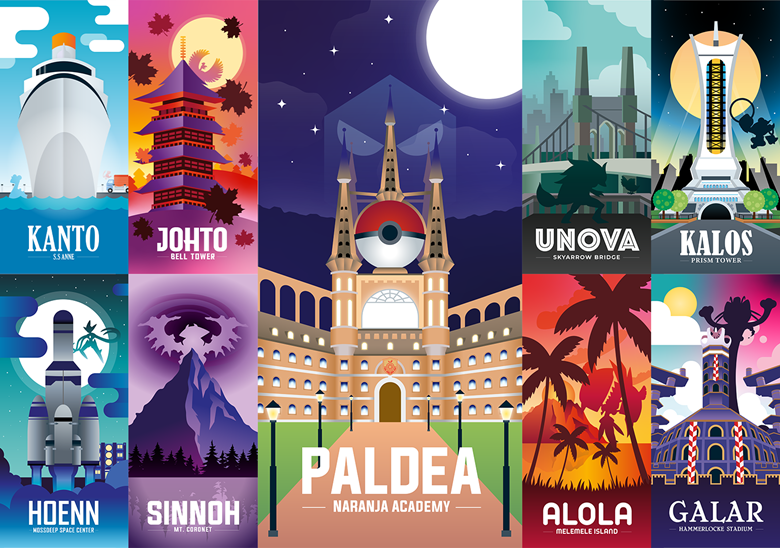 KANTO
S.S ANNE
JOHTO
BELL TOWER
PALDEA
NARANJA ACADEMY
UNOVA
SKYARROW BRIDGE
KALOS
PRISM TOWER
HOENN
MOSSDEEP SPACE CENTER
SINNOH
MT. CORONET
ALOLA
MELEMELE ISLAND
GALAR
HAMMERLOCKE STADIUM